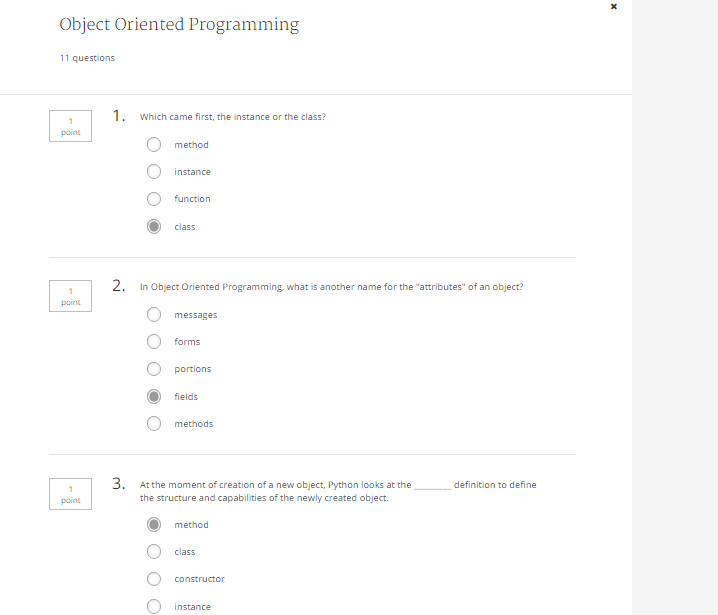 Object Oriented Programming
11 questions
1
point
1. Which came first, the instance or the class?
method
instance
function
class
1
point
2. In Object Oriented Programming, what is another name for the "attributes" of an object?
messages
forms
portions
fields
methods
1
point
3. At the moment of creation of a new object, Python looks at the ________ definition to define
the structure and capabilities of the newly created object.
method
class
constructor
instance